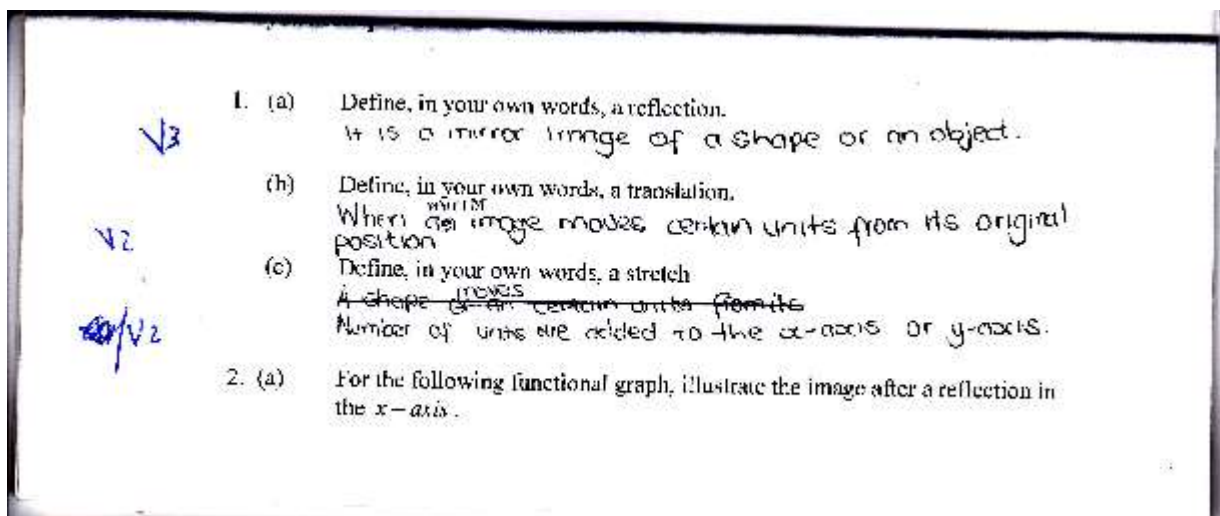 1. (a) Define, in your own words, a reflection.
V3 It is a mirror image of a shape or an object.
(b) Define, in your own words, a translation.
When an image moves certain units from its original
V2 position
(c) Define, in your own words, a stretch
A shape moves certain units from its
V2 Number of units are added to the x-axis or y-axis.
2. (a) For the following functional graph, illustrate the image after a reflection in
the x – axis .